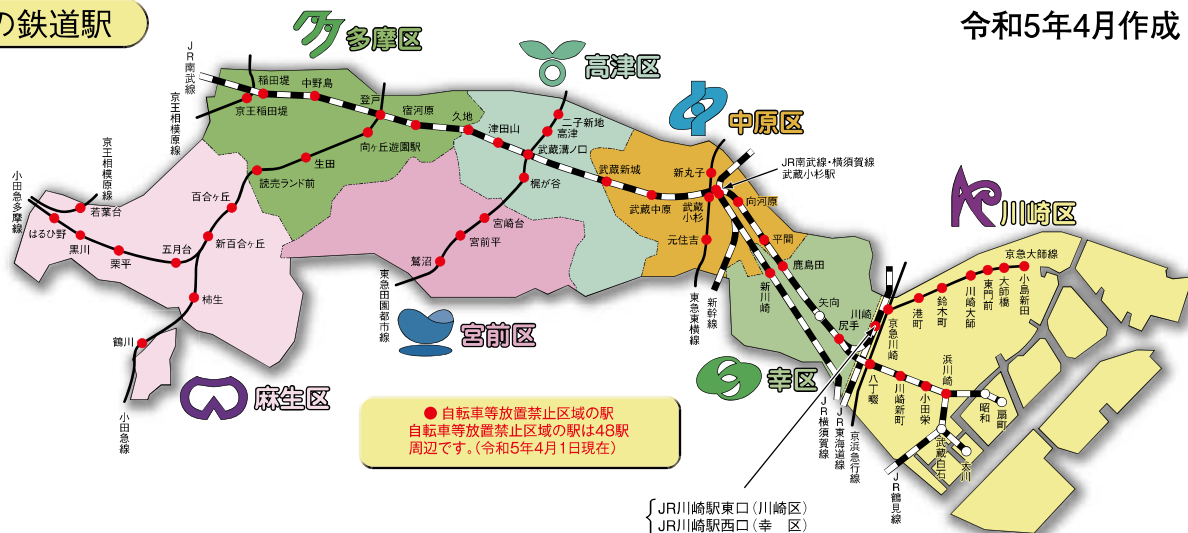 の鉄道駅
令和5年4月作成
多摩区
高津区
中原区
川崎区
幸区
宮前区
麻生区
JR南武線
京王相模原線
京王相模原線
小田急多摩線
稲田堤
京王稲田堤
中野島
登戸
宿河原
久地
向ヶ丘遊園駅
生田
読売ランド前
百合ヶ丘
新百合ヶ丘
若葉台
はるひ野
黒川
栗平
五月台
柿生
鶴川
小田急線
津田山
二子新地
高津
武蔵溝ノ口
梶が谷
宮崎台
宮前平
鷺沼
東急田園都市線
武蔵新城
武蔵中原
新丸子
武蔵
小杉
元住吉
JR南武線・横須賀線
武蔵小杉駅
向河原
平間
鹿島田
新川崎
矢向
尻手
川崎
東急東横線
新幹線
京急川崎
港町
鈴木町
川崎大師
東門前
大師橋
小島新田
京急大師線
八丁畷
川崎新町
小田栄
浜川崎
昭和
扇町
武蔵白石
大川
JR鶴見線
京浜急行線
JR東海道線
JR横須賀線
JR川崎駅東口(川崎区)
JR川崎駅西口(幸 区)
●自転車等放置禁止区域の駅
自転車等放置禁止区域の駅は48駅
周辺です。(令和5年4月1日現在)